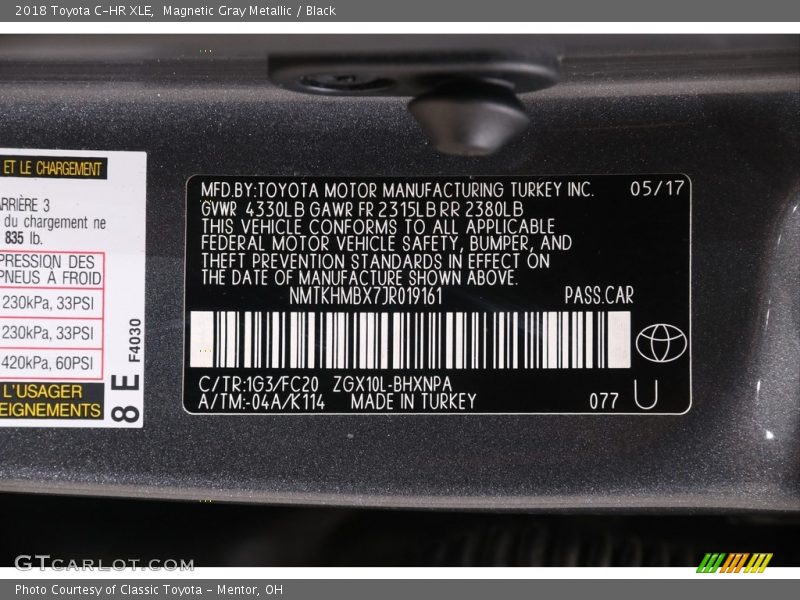 2018 Toyota C-HR XLE, Magnetic Gray Metallic / Black
ET LE CHARGEMENT
ARRIÈRE 3
du chargement ne
835 lb.
PRESSION DES
PNEUS À FROID
230kPa, 33PSI
230kPa, 33PSI
420kPa, 60PSI
L'USAGER
EIGNEMENTS
8 E
F4030
MFD.BY:TOYOTA MOTOR MANUFACTURING TURKEY INC. 05/17
GVWR 4330LB GAWR FR 2315LB RR 2380LB
THIS VEHICLE CONFORMS TO ALL APPLICABLE
FEDERAL MOTOR VEHICLE SAFETY, BUMPER, AND
THEFT PREVENTION STANDARDS IN EFFECT ON
THE DATE OF MANUFACTURE SHOWN ABOVE.
NMTKHMBX7JR019161 PASS.CAR
C/TR:1G3/FC20 ZGX10L-BHXNPA
A/TM:-04A/K114 MADE IN TURKEY 077 U
GTCARLOT.COM
Photo Courtesy of Classic Toyota - Mentor, OH